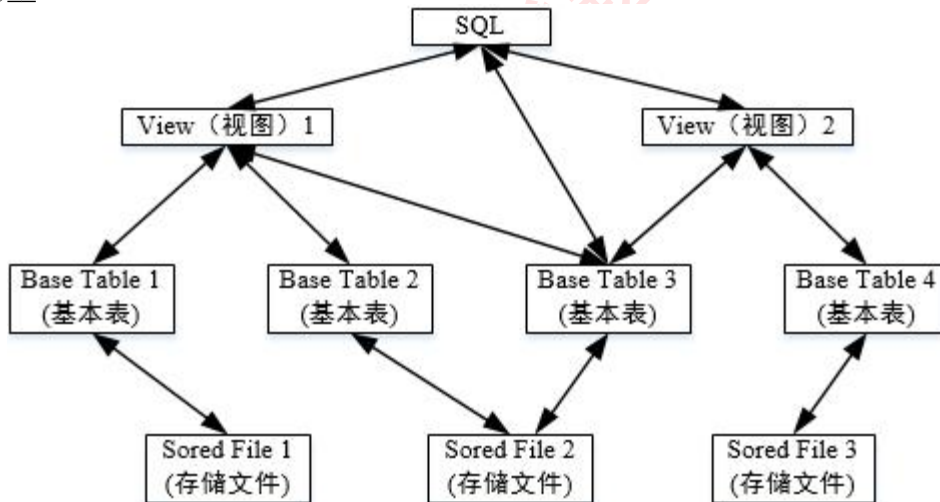 SQL
View（视图）1
View（视图）2
Base Table 1
(基本表)
Base Table 2
(基本表)
Base Table 3
(基本表)
Base Table 4
(基本表)
Sored File 1
(存储文件)
Sored File 2
(存储文件)
Sored File 3
(存储文件)